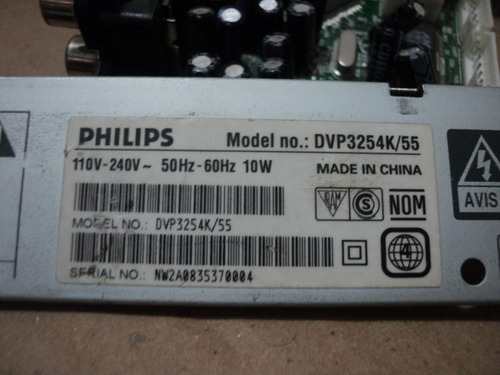 PHILIPS Model no.: DVP3254K/55
110V-240V~ 50Hz-60Hz 10W MADE IN CHINA
NOM
MODEL NO.: DVP3254K/55
SERIAL NO.: NW2A0835370004
4
AVIS